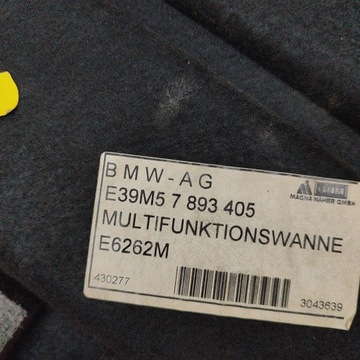 BMW-AG
E39M5 7 893 405
MULTIFUNKTIONSWANNE
E6262M
MAGNA NAHER GMBH
430277
3043639